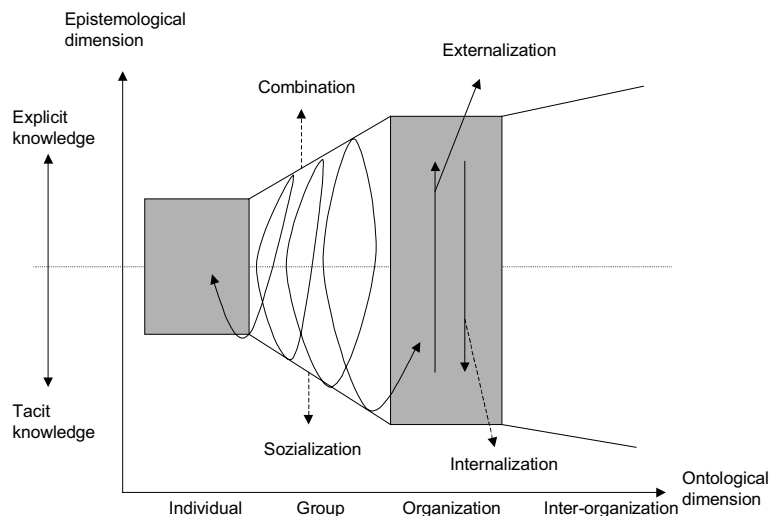 Epistemological
dimension
Externalization
Combination
Explicit
knowledge
Tacit
knowledge
Sozialization
Internalization
Ontological
dimension
Individual
Group
Organization
Inter-organization